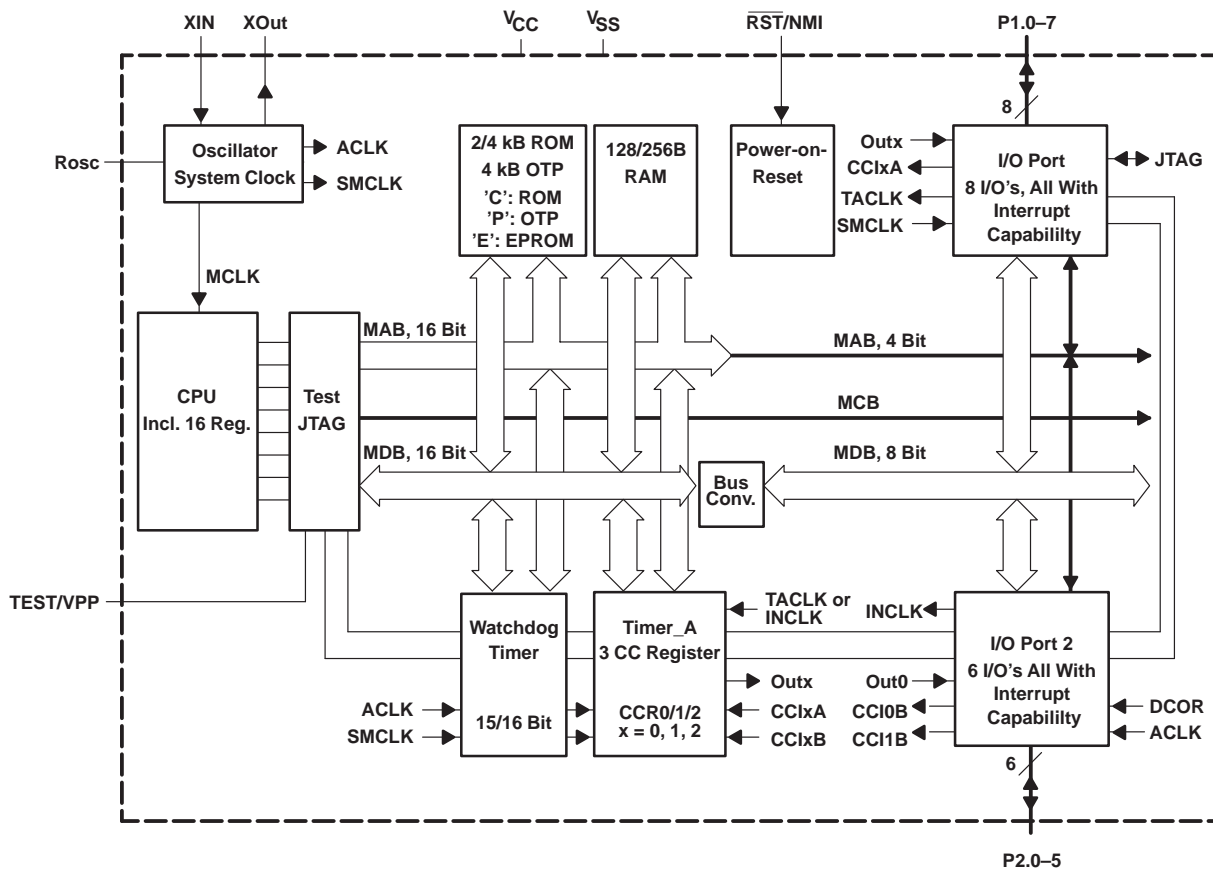 XIN
XOut
VCC
VSS
RST/NMI
P1.0–7
8
Rosc
Oscillator
System Clock
ACLK
SMCLK
2/4 kB ROM
4 kB OTP
'C': ROM
'P': OTP
'E': EPROM
128/256B
RAM
Power-on-
Reset
Outx
CCIxA
TACLK
SMCLK
I/O Port
8 I/O's, All With
Interrupt
Capabililty
JTAG
MCLK
CPU
Incl. 16 Reg.
Test
JTAG
MAB, 16 Bit
MAB, 4 Bit
MCB
MDB, 16 Bit
MDB, 8 Bit
Bus
Conv.
TEST/VPP
Watchdog
Timer
15/16 Bit
ACLK
SMCLK
Timer_A
3 CC Register
CCR0/1/2
x = 0, 1, 2
TACLK or
INCLK
Outx
CCIxA
CCIxB
INCLK
Out0
CCI0B
CCI1B
I/O Port 2
6 I/O's All With
Interrupt
Capabililty
DCOR
ACLK
6
P2.0–5